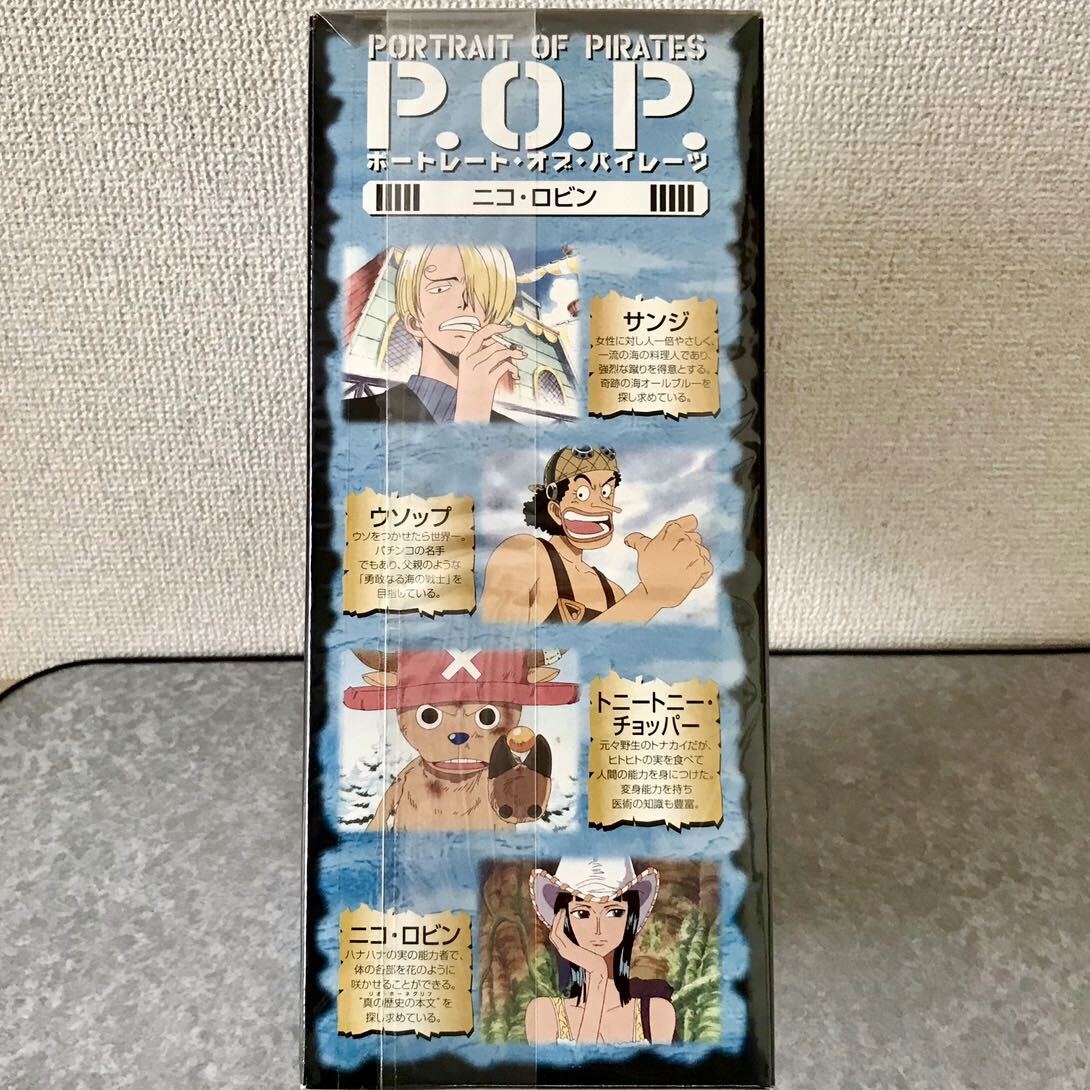 PORTRAIT OF PIRATES
P.O.P.
ポートレート・オブ・パイレーツ
ニコ・ロビン
サンジ
女性に対し人一倍やさしく、
一流の海の料理人であり、
強烈な蹴りを得意とする。
奇跡の海オールブルーを
探し求めている。
ウソップ
ウソをつかせたら世界一。
パチンコの名手
でもあり、父親のような
「勇敢なる海の戦士」を
目指している。
トニートニー・
チョッパー
元々野生のトナカイだが、
ヒトヒトの実を食べて
人間の能力を身につけた。
変身能力を持ち
医術の知識も豊富。
ニコ・ロビン
ハナハナの実の能力者で、
体の各部を花のように
咲かせることができる。
リオ・ポーネグリフ
“真の歴史の本文”を
探し求めている。